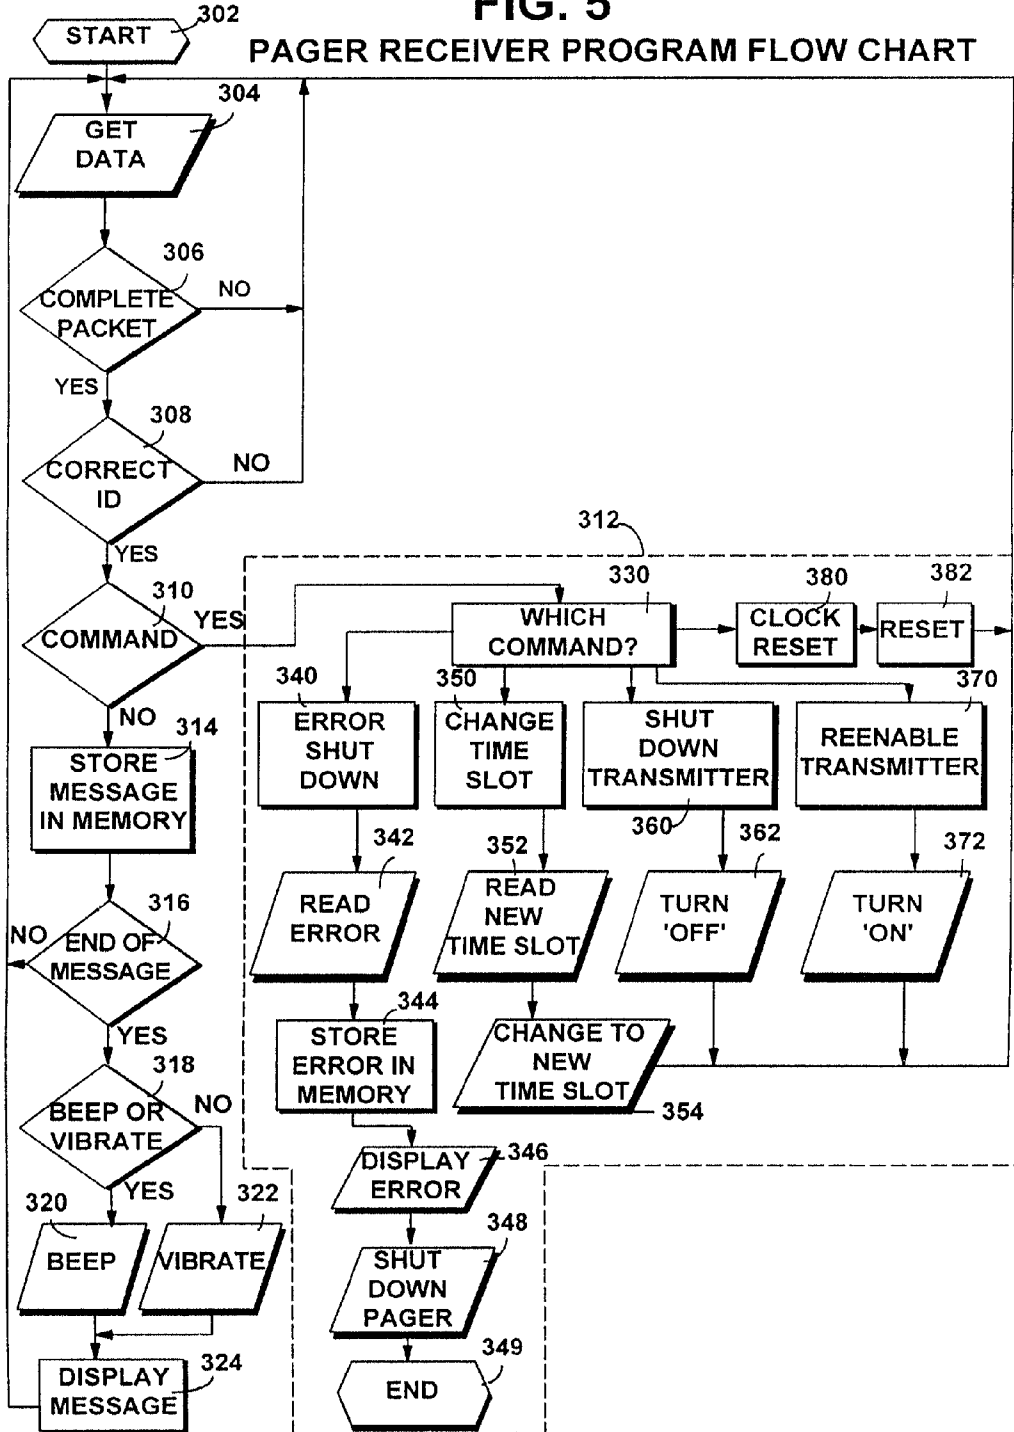 FIG. 5
302
START
PAGER RECEIVER PROGRAM FLOW CHART
304
GET
DATA
306
NO
COMPLETE
PACKET
YES
308
NO
CORRECT
ID
YES
312
310
YES
COMMAND
330
380
382
WHICH
COMMAND?
CLOCK
RESET
RESET
NO
314
STORE
MESSAGE
IN MEMORY
340
ERROR
SHUT
DOWN
350
CHANGE
TIME
SLOT
SHUT
DOWN
TRANSMITTER
360
370
REENABLE
TRANSMITTER
342
READ
ERROR
352
READ
NEW
TIME SLOT
362
TURN
'OFF'
372
TURN
'ON'
316
NO
END OF
MESSAGE
YES
344
STORE
ERROR IN
MEMORY
CHANGE TO
NEW
TIME SLOT
354
318
NO
BEEP OR
VIBRATE
YES
346
DISPLAY
ERROR
320
BEEP
322
VIBRATE
348
SHUT
DOWN
PAGER
324
DISPLAY
MESSAGE
349
END